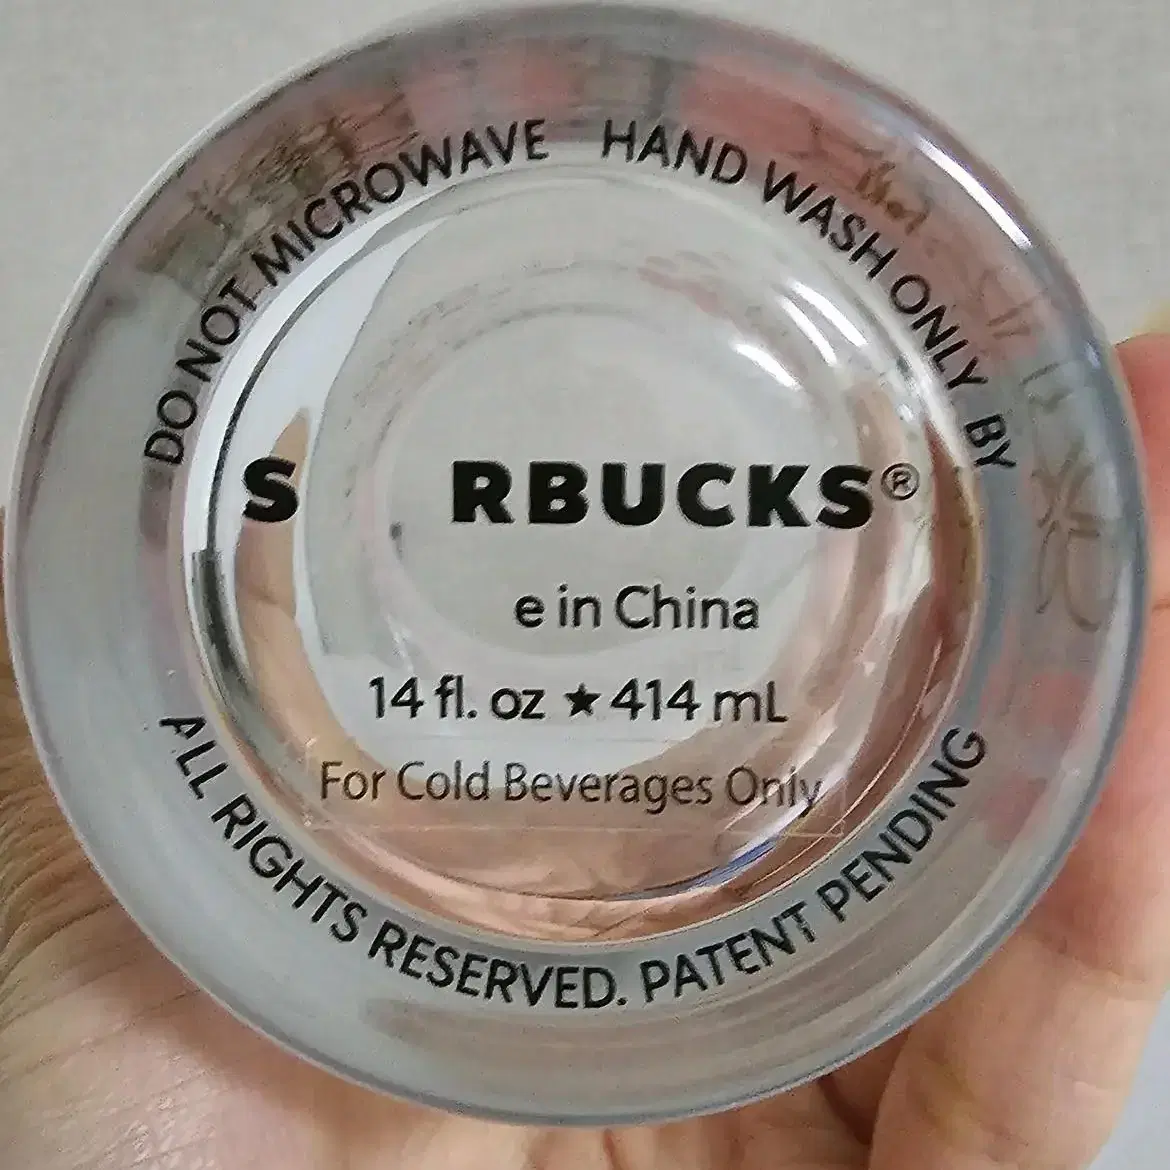 DO NOT MICROWAVE HAND WASH ONLY BY
S RBUCKS®
e in China
14 fl. oz ★ 414 mL
For Cold Beverages Only
ALL RIGHTS RESERVED. PATENT PENDING